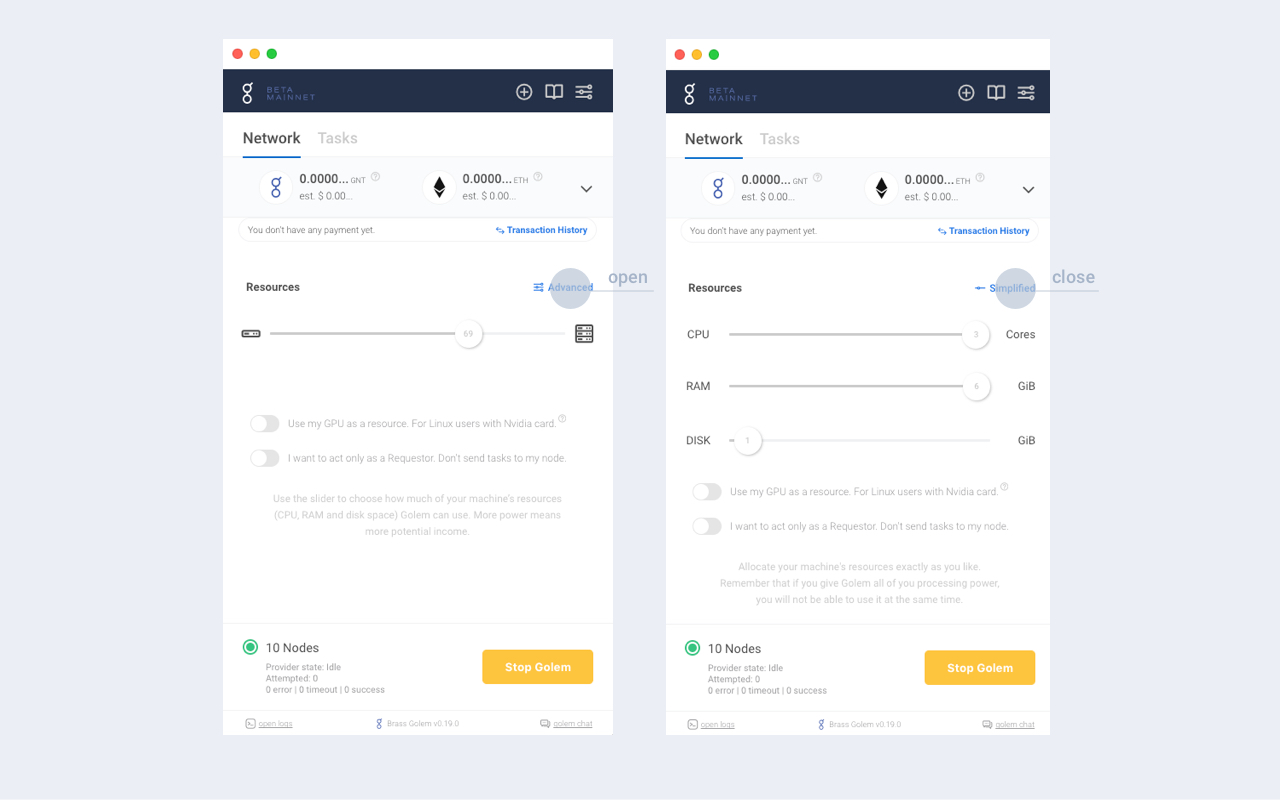 BETA
MAINNET
Network Tasks
0.0000... GNT 0.0000... ETH
est. $ 0.00... est. $ 0.00...
You don't have any payment yet. Transaction History
Resources Advanced
open
69
Use my GPU as a resource. For Linux users with Nvidia card.
I want to act only as a Requestor. Don't send tasks to my node.
Use the slider to choose how much of your machine's resources
(CPU, RAM and disk space) Golem can use. More power means
more potential income.
10 Nodes
Provider state: Idle
Attempted: 0
0 error | 0 timeout | 0 success
Stop Golem
open logs Brass Golem v0.19.0 golem chat
BETA
MAINNET
Network Tasks
0.0000... GNT 0.0000... ETH
est. $ 0.00... est. $ 0.00...
You don't have any payment yet. Transaction History
Resources Simplified
close
CPU 3 Cores
RAM 6 GiB
DISK 1 GiB
Use my GPU as a resource. For Linux users with Nvidia card.
I want to act only as a Requestor. Don't send tasks to my node.
Allocate your machine's resources exactly as you like.
Remember that if you give Golem all of you processing power,
you will not be able to use it at the same time.
10 Nodes
Provider state: Idle
Attempted: 0
0 error | 0 timeout | 0 success
Stop Golem
open logs Brass Golem v0.19.0 golem chat